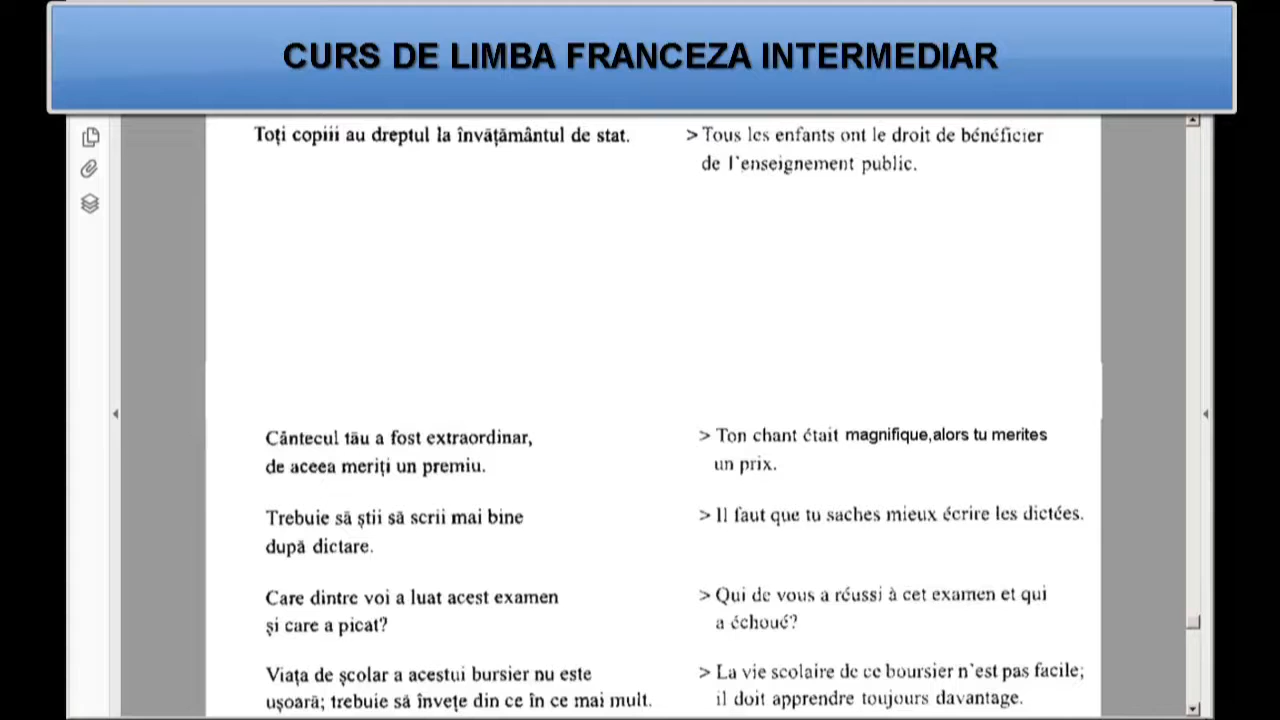 CURS DE LIMBA FRANCEZA INTERMEDIAR
Toți copiii au dreptul la învățământul de stat.
> Tous les enfants ont le droit de bénéficier
de l`enseignement public.
Cântecul tău a fost extraordinar,
de aceea meriți un premiu.
> Ton chant était magnifique,alors tu merites
un prix.
Trebuie să știi să scrii mai bine
după dictare.
> Il faut que tu saches mieux écrire les dictées.
Care dintre voi a luat acest examen
și care a picat?
> Qui de vous a réussi à cet examen et qui
a échoué?
Viața de școlar a acestui bursier nu este
ușoară; trebuie să învețe din ce în ce mai mult.
> La vie scolaire de ce boursier n`est pas facile;
il doit apprendre toujours davantage.